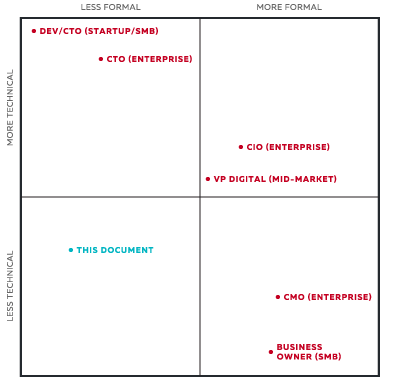 LESS FORMAL
MORE FORMAL
MORE TECHNICAL
LESS TECHNICAL
DEV/CTO (STARTUP/SMB)
CTO (ENTERPRISE)
CIO (ENTERPRISE)
VP DIGITAL (MID-MARKET)
THIS DOCUMENT
CMO (ENTERPRISE)
BUSINESS
OWNER (SMB)